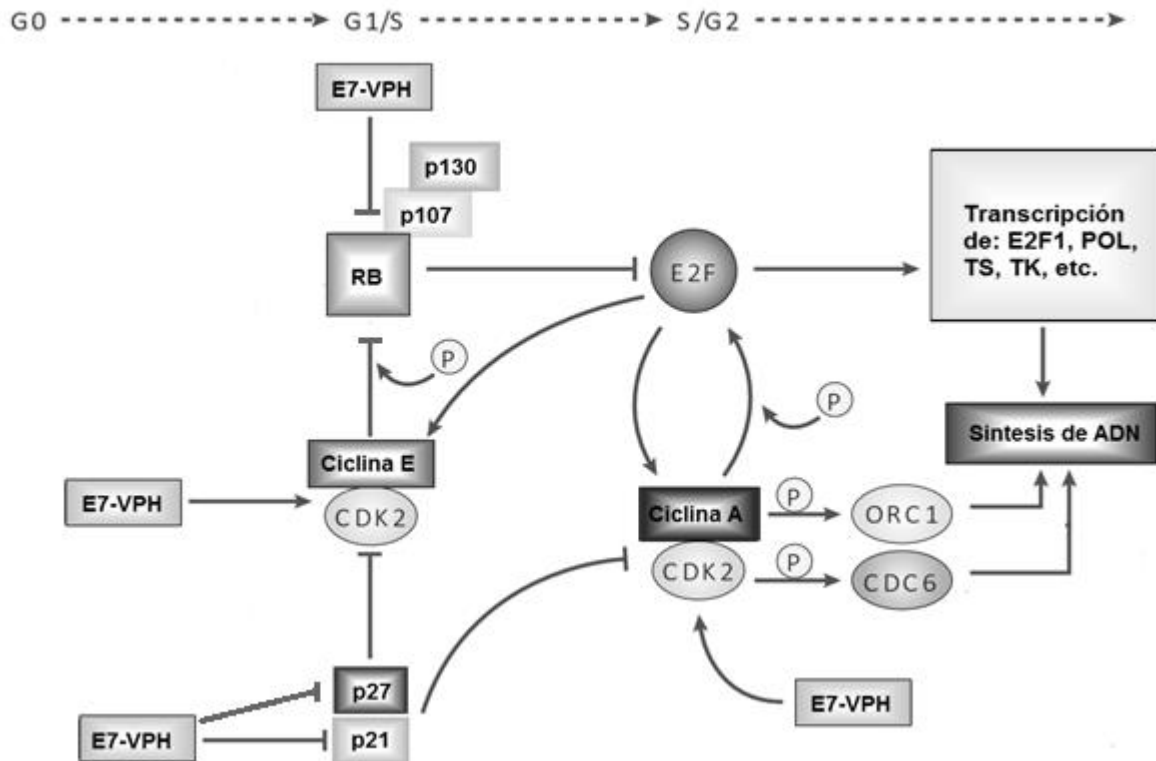 G0
G1/S
S/G2
E7-VPH
p130
p107
RB
E2F
Transcripción
de: E2F1, POL,
TS, TK, etc.
P
P
Sintesis de ADN
Ciclina E
CDK2
E7-VPH
Ciclina A
CDK2
P
ORC1
P
CDC6
p27
p21
E7-VPH
E7-VPH